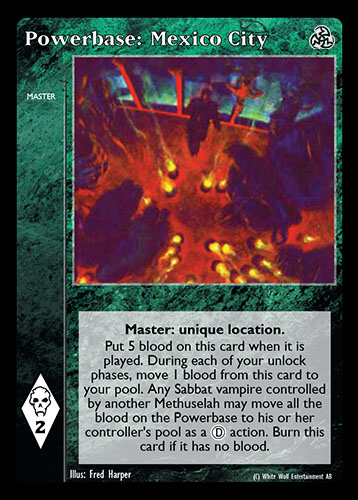 Powerbase: Mexico City
MASTER
Master: unique location.
Put 5 blood on this card when it is
played. During each of your unlock
phases, move 1 blood from this card to
your pool. Any Sabbat vampire controlled
by another Methuselah may move all the
blood on the Powerbase to his or her
controller's pool as a D action. Burn this
card if it has no blood.
2
Illus: Fred Harper
(C) White Wolf Entertainment AB